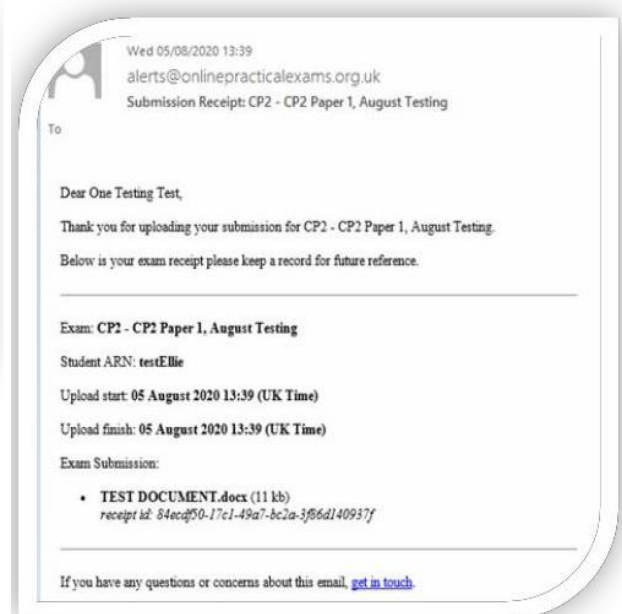 Wed 05/08/2020 13:39
alerts@onlinepracticalexams.org.uk
Submission Receipt: CP2 - CP2 Paper 1, August Testing
To
Dear One Testing Test,
Thank you for uploading your submission for CP2 - CP2 Paper 1, August Testing.
Below is your exam receipt please keep a record for future reference.
Exam: CP2 - CP2 Paper 1, August Testing
Student ARN: testEllie
Upload start: 05 August 2020 13:39 (UK Time)
Upload finish: 05 August 2020 13:39 (UK Time)
Exam Submission:
• TEST DOCUMENT.docx (11 kb)
receipt id: 84ecdf50-17c1-49a7-bc2a-3f86d140937f
If you have any questions or concerns about this email, get in touch.